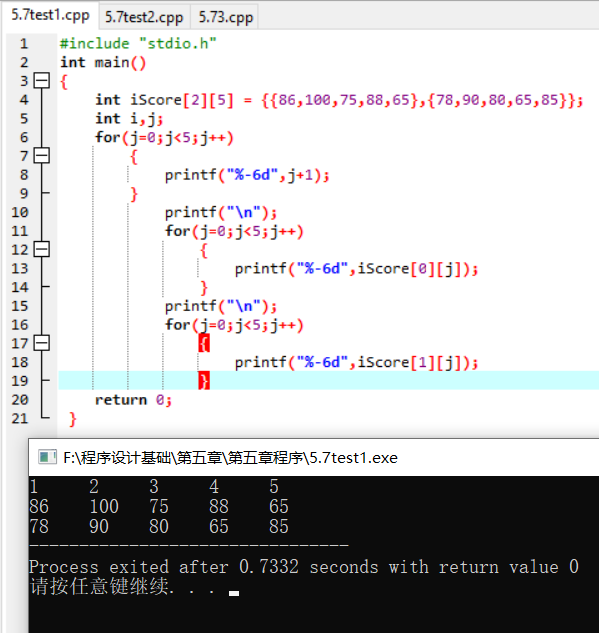 5.7test1.cpp 5.7test2.cpp 5.73.cpp
1 #include "stdio.h"
2 int main()
3 {
4 int iScore[2][5] = {{86,100,75,88,65},{78,90,80,65,85}};
5 int i,j;
6 for(j=0;j<5;j++)
7 {
8 printf("%-6d",j+1);
9 }
10 printf("\n");
11 for(j=0;j<5;j++)
12 {
13 printf("%-6d",iScore[0][j]);
14 }
15 printf("\n");
16 for(j=0;j<5;j++)
17 {
18 printf("%-6d",iScore[1][j]);
19 }
20 return 0;
21 }
F:\程序设计基础\第五章\第五章程序\5.7test1.exe
1 2 3 4 5
86 100 75 88 65
78 90 80 65 85
--------------------------------
Process exited after 0.7332 seconds with return value 0
请按任意键继续. . .